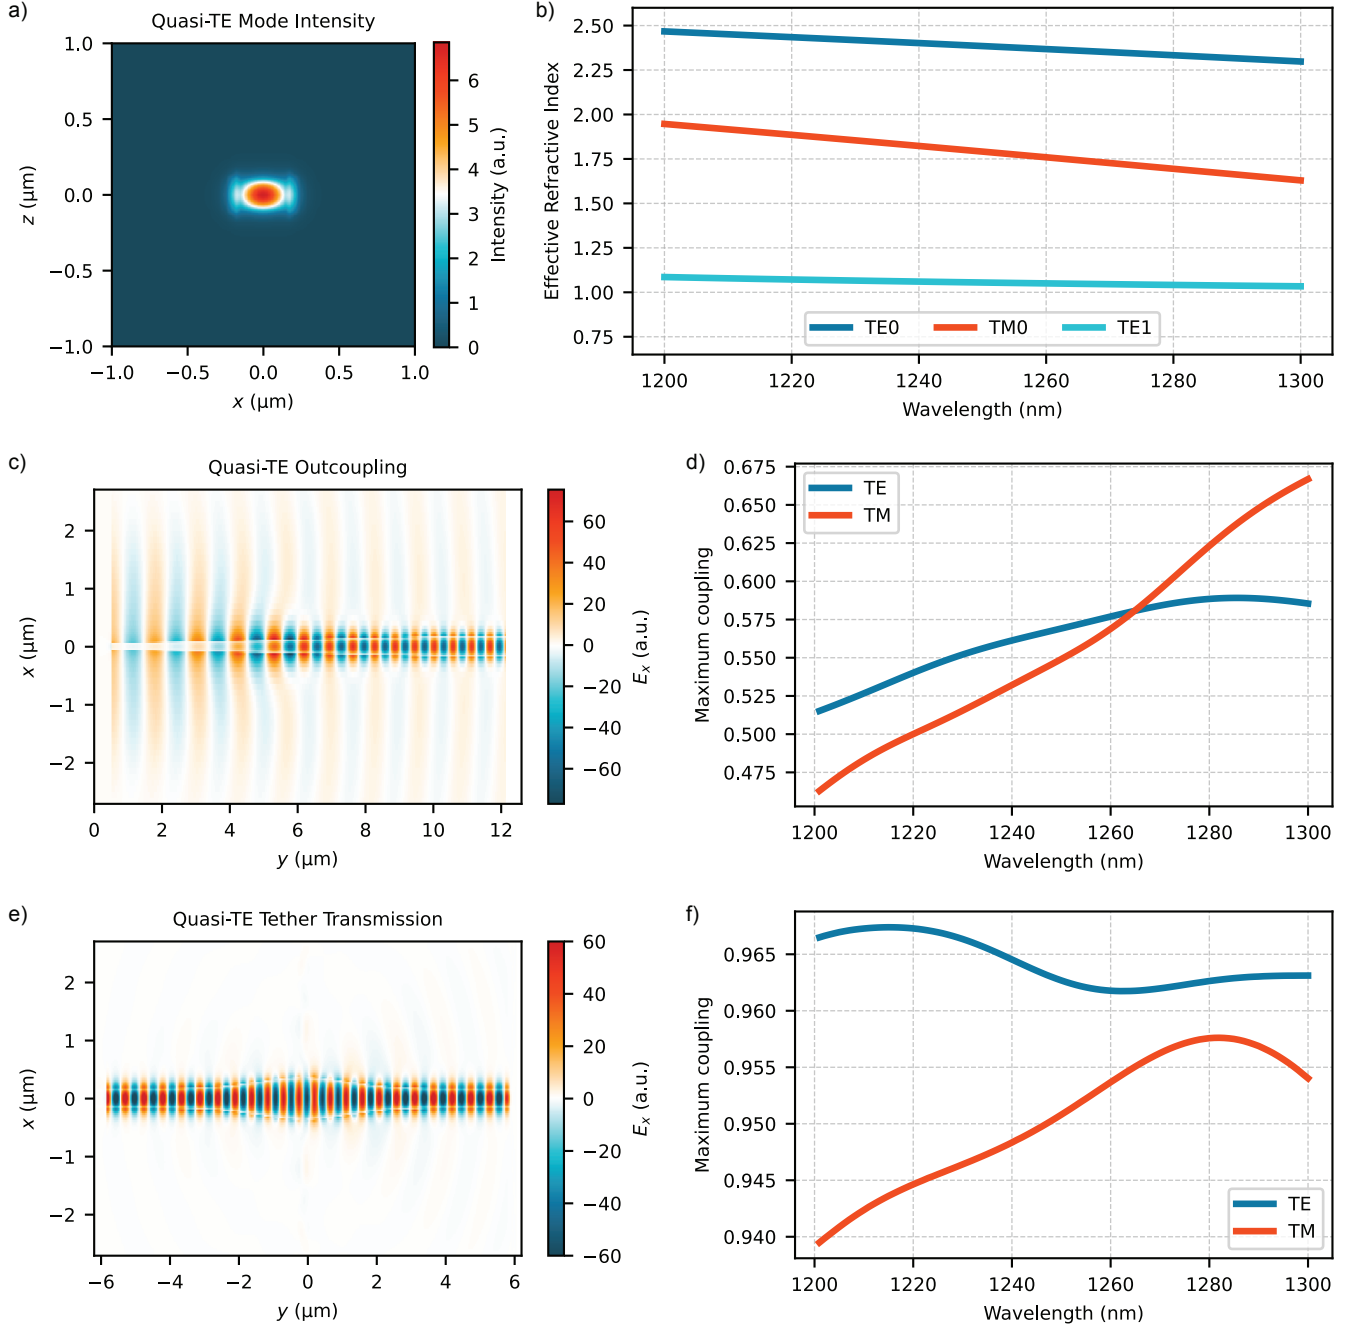 a)
Quasi-TE Mode Intensity
1.0
0.5
0.0
−0.5
−1.0
z (μm)
−1.0 −0.5 0.0 0.5 1.0
x (μm)
6
5
4
3
2
1
0
Intensity (a.u.)
b)
2.50
2.25
2.00
1.75
1.50
1.25
1.00
0.75
Effective Refractive Index
TE0 TM0 TE1
1200 1220 1240 1260 1280 1300
Wavelength (nm)
c)
Quasi-TE Outcoupling
2
1
0
−1
−2
x (μm)
0 2 4 6 8 10 12
y (μm)
60
40
20
0
−20
−40
−60
Eₓ (a.u.)
d)
0.675
0.650
0.625
0.600
0.575
0.550
0.525
0.500
0.475
Maximum coupling
TE
TM
1200 1220 1240 1260 1280 1300
Wavelength (nm)
e)
Quasi-TE Tether Transmission
2
1
0
−1
−2
x (μm)
−6 −4 −2 0 2 4 6
y (μm)
60
40
20
0
−20
−40
−60
Eₓ (a.u.)
f)
0.965
0.960
0.955
0.950
0.945
0.940
Maximum coupling
TE
TM
1200 1220 1240 1260 1280 1300
Wavelength (nm)